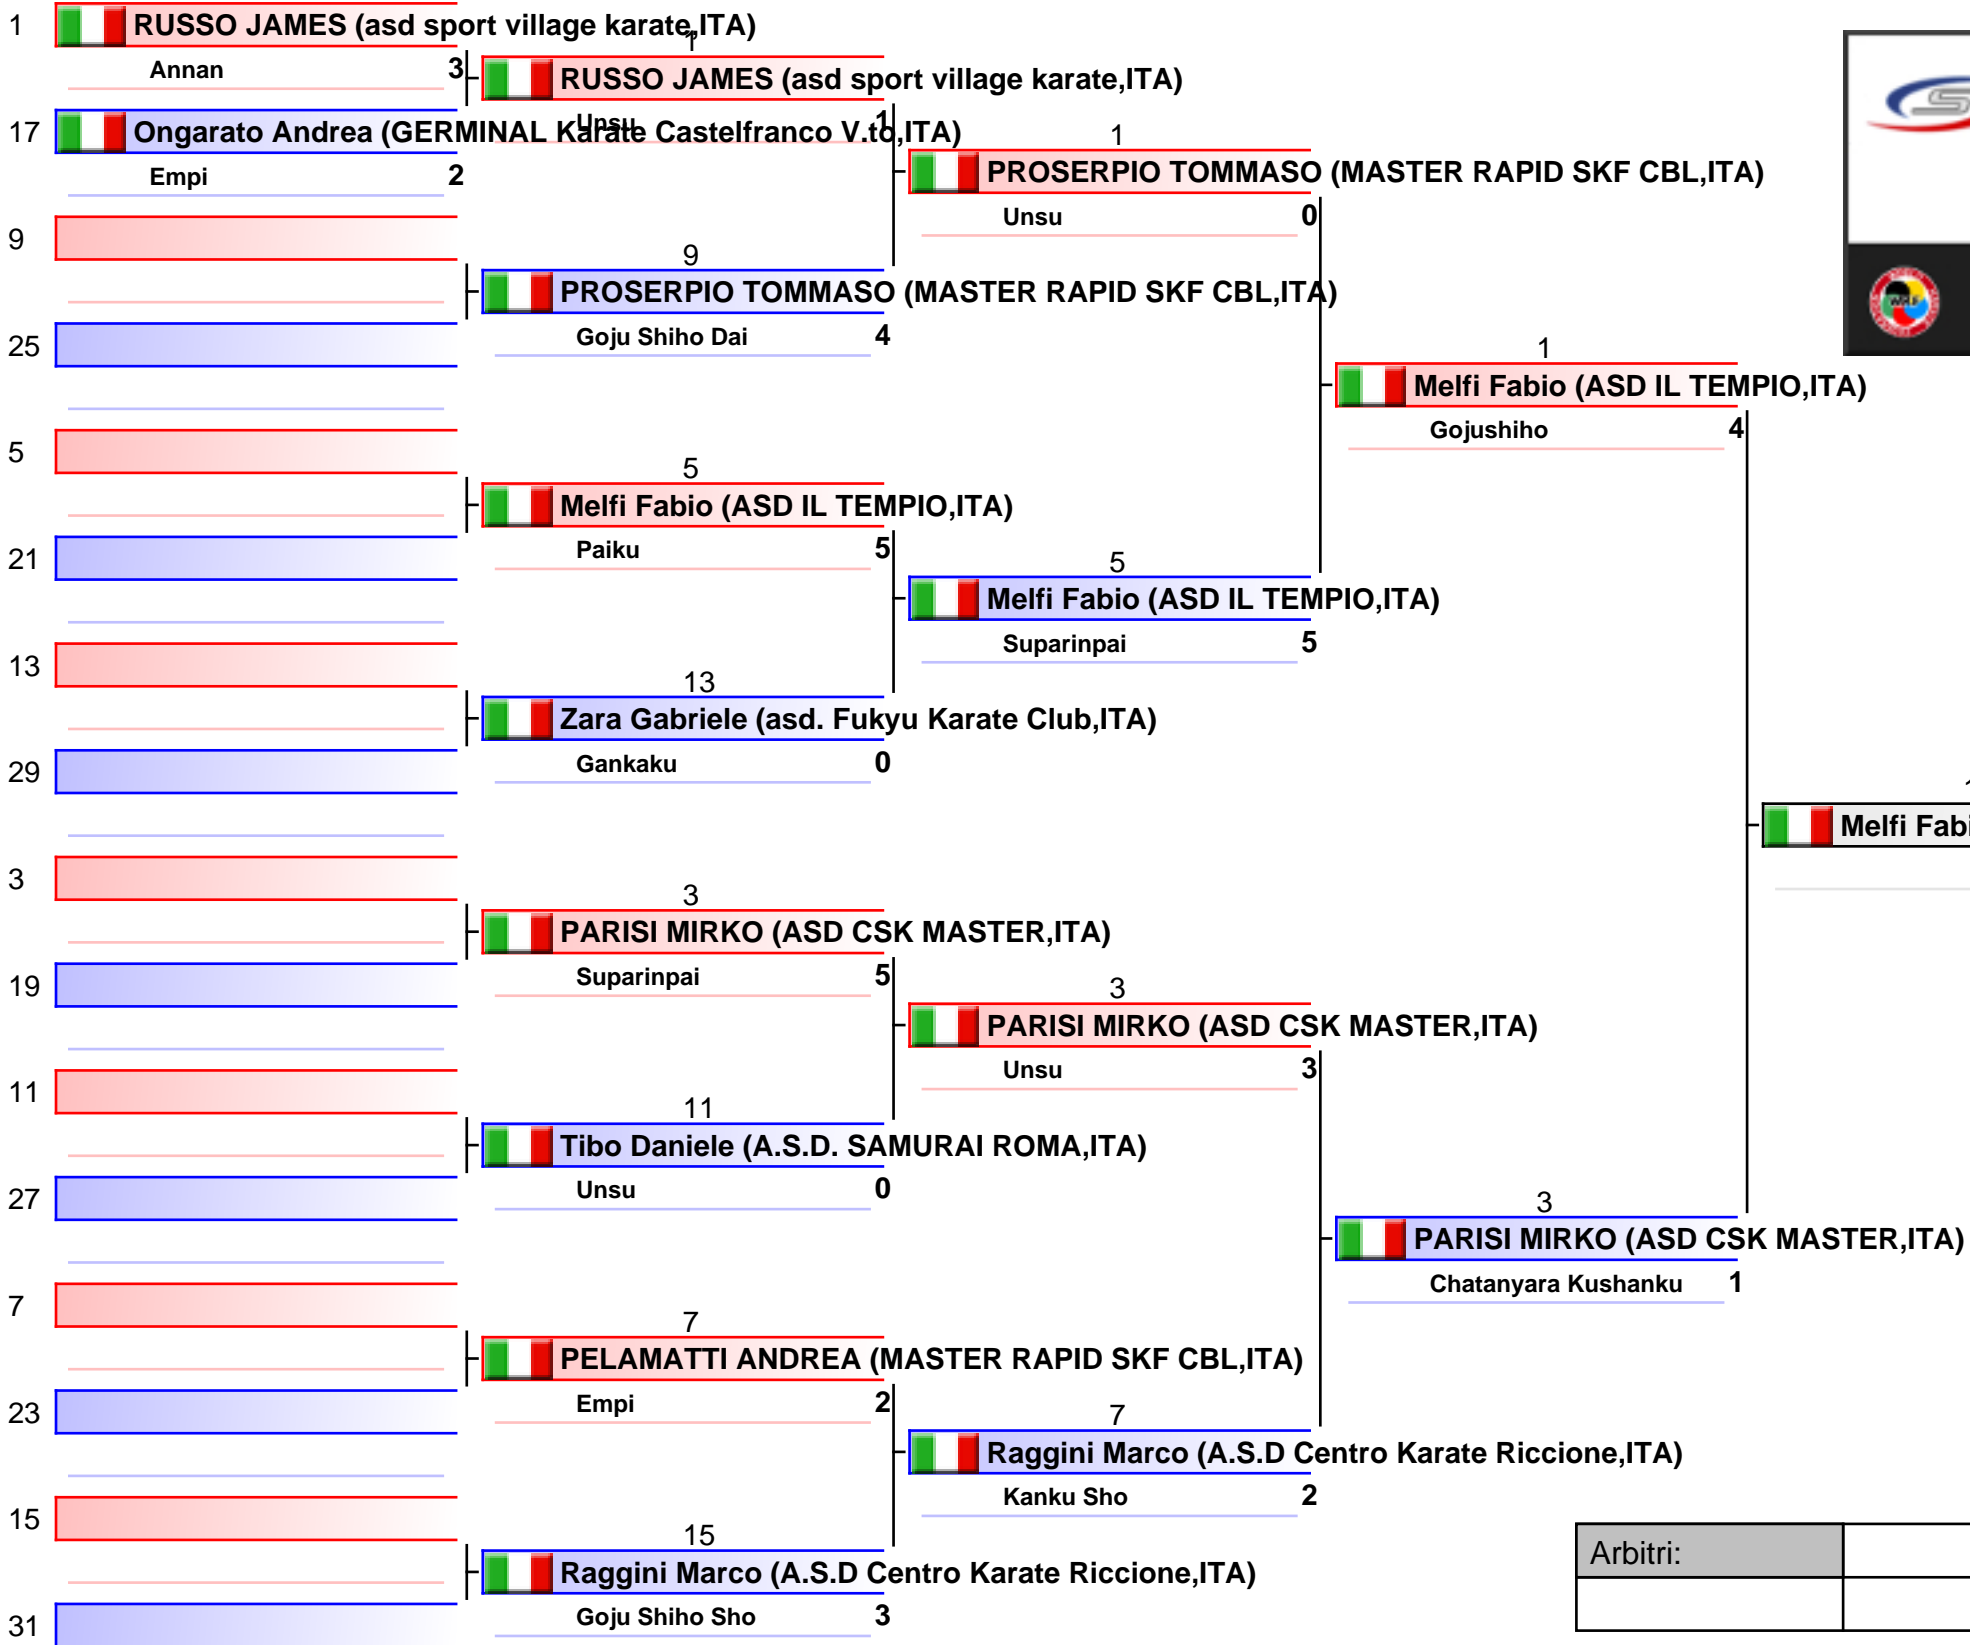 1
RUSSO JAMES (asd sport village karate,ITA)
Annan 3
17
Ongarato Andrea (GERMINAL Karate Castelfranco V.to,ITA)
Empi 2
9
25
5
21
13
29
3
19
11
27
7
23
15
31
1
RUSSO JAMES (asd sport village karate,ITA)
Unsu 1
9
PROSERPIO TOMMASO (MASTER RAPID SKF CBL,ITA)
Goju Shiho Dai 4
5
Melfi Fabio (ASD IL TEMPIO,ITA)
Paiku 5
13
Zara Gabriele (asd. Fukyu Karate Club,ITA)
Gankaku 0
3
PARISI MIRKO (ASD CSK MASTER,ITA)
Suparinpai 5
11
Tibo Daniele (A.S.D. SAMURAI ROMA,ITA)
Unsu 0
7
PELAMATTI ANDREA (MASTER RAPID SKF CBL,ITA)
Empi 2
15
Raggini Marco (A.S.D Centro Karate Riccione,ITA)
Goju Shiho Sho 3
1
PROSERPIO TOMMASO (MASTER RAPID SKF CBL,ITA)
Unsu 0
5
Melfi Fabio (ASD IL TEMPIO,ITA)
Suparinpai 5
3
PARISI MIRKO (ASD CSK MASTER,ITA)
Unsu 3
7
Raggini Marco (A.S.D Centro Karate Riccione,ITA)
Kanku Sho 2
1
Melfi Fabio (ASD IL TEMPIO,ITA)
Gojushiho 4
3
PARISI MIRKO (ASD CSK MASTER,ITA)
Chatanyara Kushanku 1
Melfi Fabi
Arbitri: